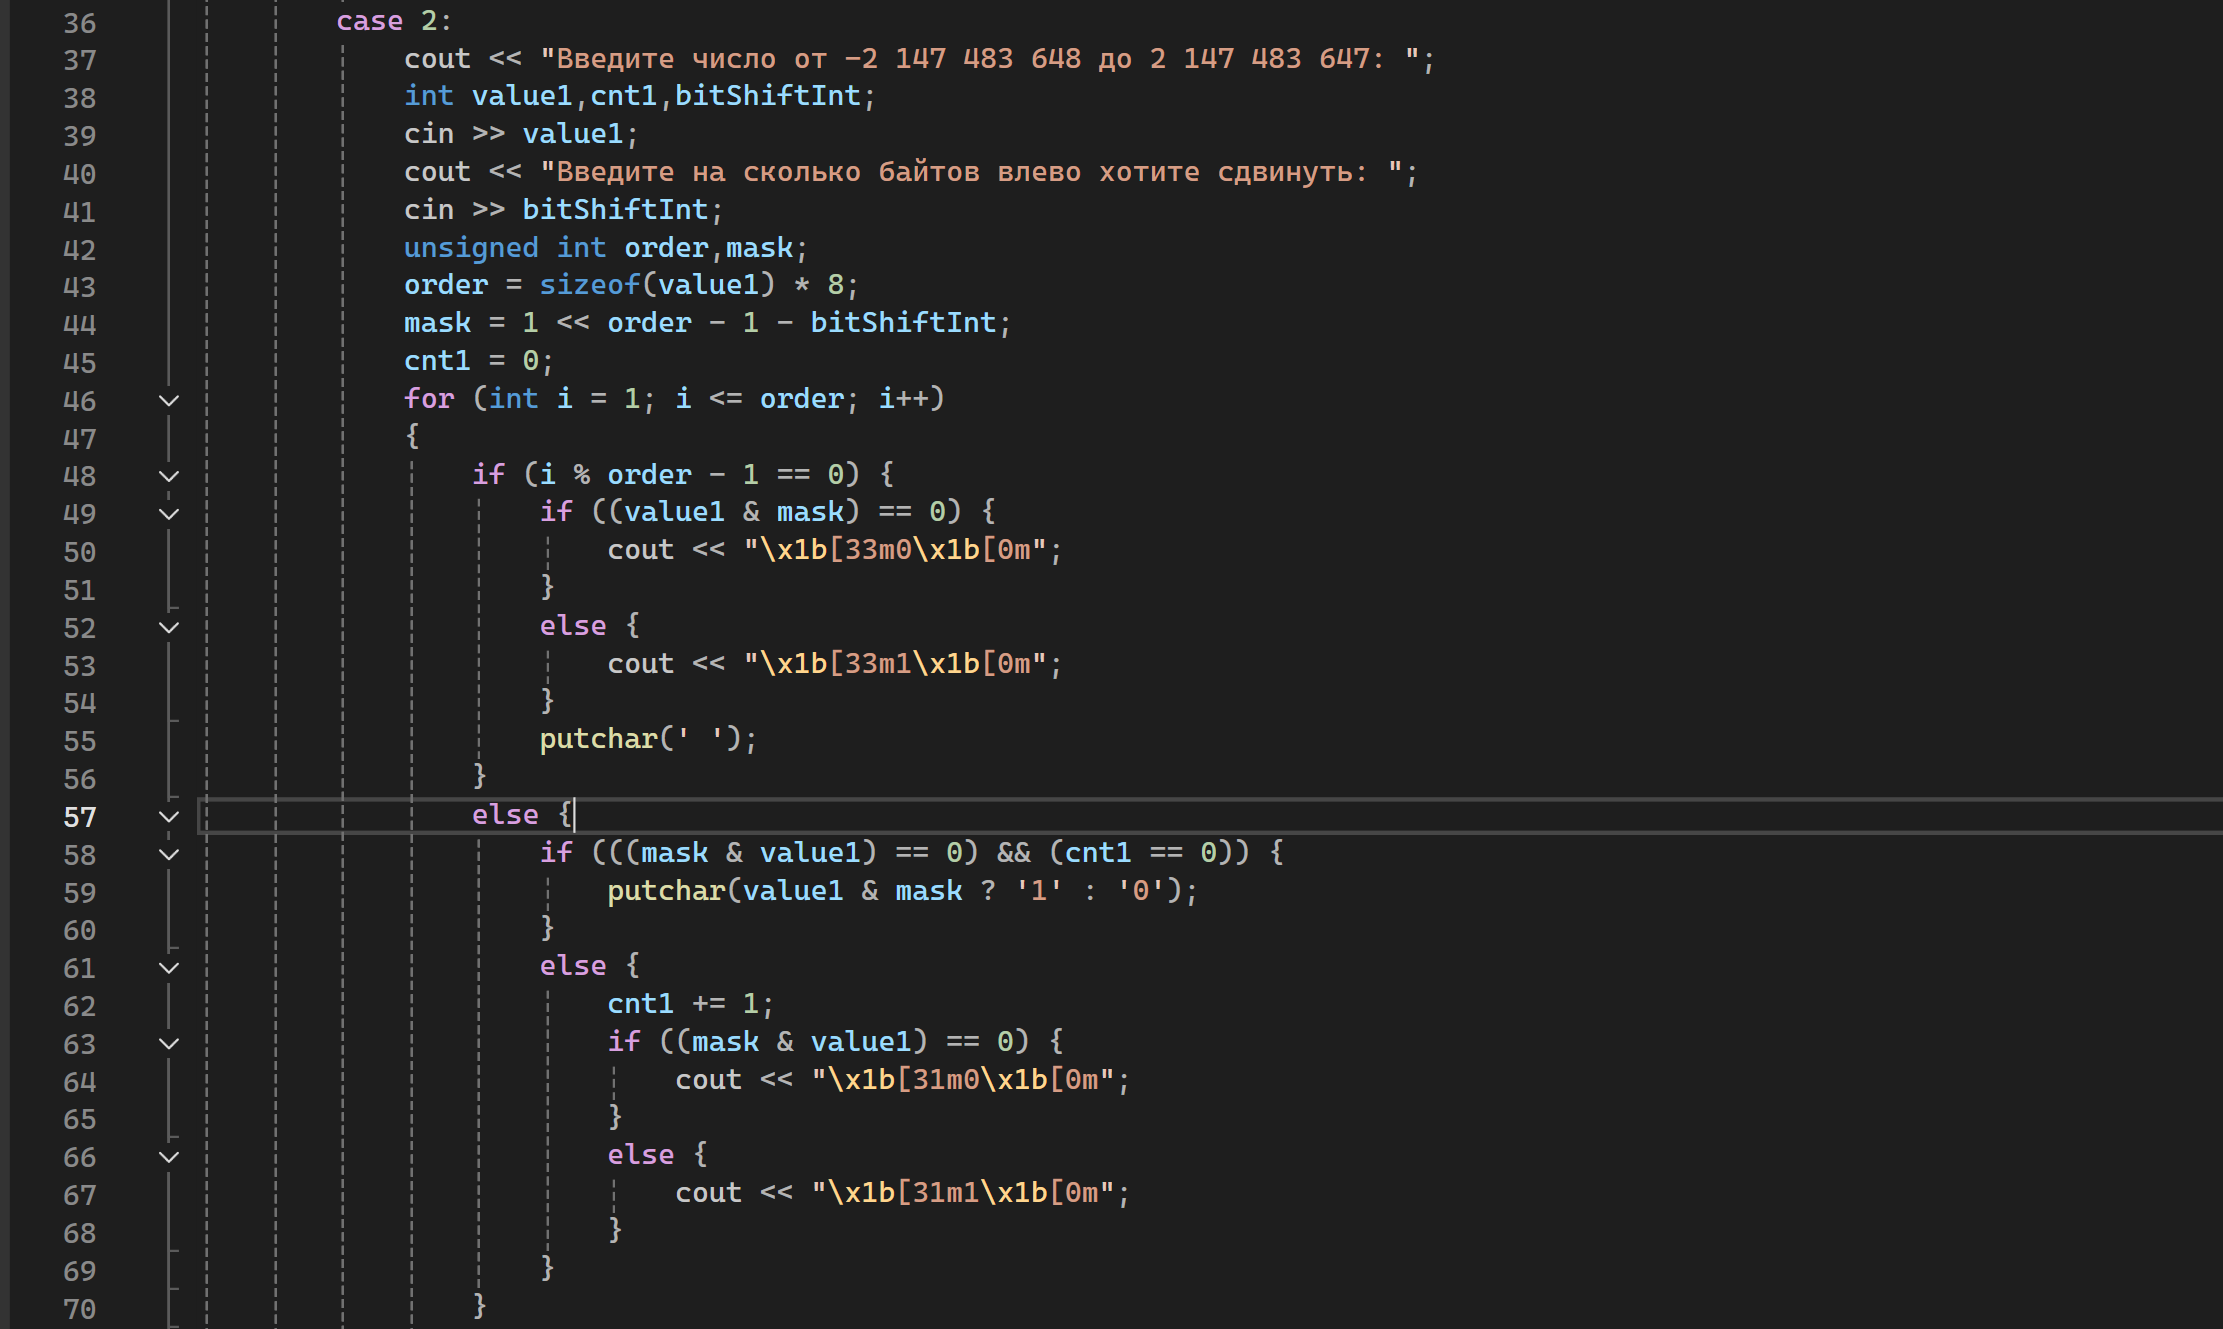 36 case 2:
37 cout << "Введите число от -2 147 483 648 до 2 147 483 647: ";
38 int value1,cnt1,bitShiftInt;
39 cin >> value1;
40 cout << "Введите на сколько байтов влево хотите сдвинуть: ";
41 cin >> bitShiftInt;
42 unsigned int order,mask;
43 order = sizeof(value1) * 8;
44 mask = 1 << order - 1 - bitShiftInt;
45 cnt1 = 0;
46 for (int i = 1; i <= order; i++)
47 {
48 if (i % order - 1 == 0) {
49 if ((value1 & mask) == 0) {
50 cout << "\x1b[33m0\x1b[0m";
51 }
52 else {
53 cout << "\x1b[33m1\x1b[0m";
54 }
55 putchar(' ');
56 }
57 else {
58 if (((mask & value1) == 0) && (cnt1 == 0)) {
59 putchar(value1 & mask ? '1' : '0');
60 }
61 else {
62 cnt1 += 1;
63 if ((mask & value1) == 0) {
64 cout << "\x1b[31m0\x1b[0m";
65 }
66 else {
67 cout << "\x1b[31m1\x1b[0m";
68 }
69 }
70 }